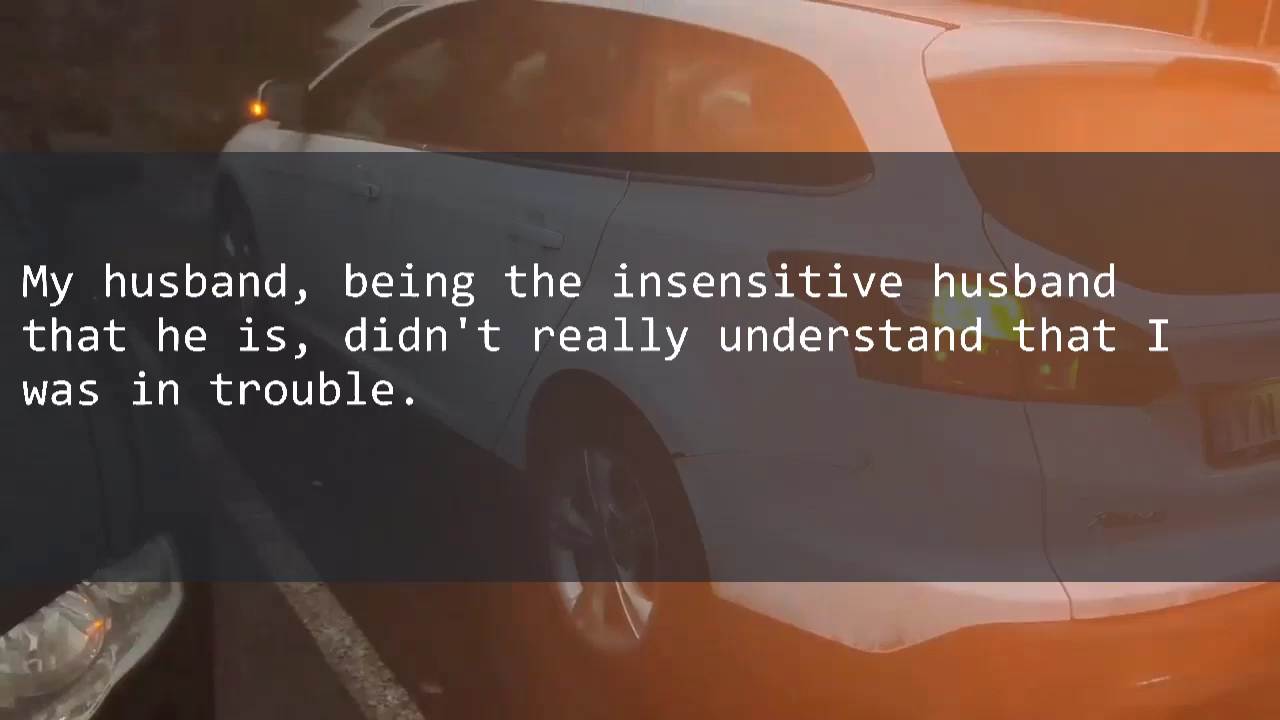 My husband, being the insensitive husband
that he is, didn't really understand that I
was in trouble.